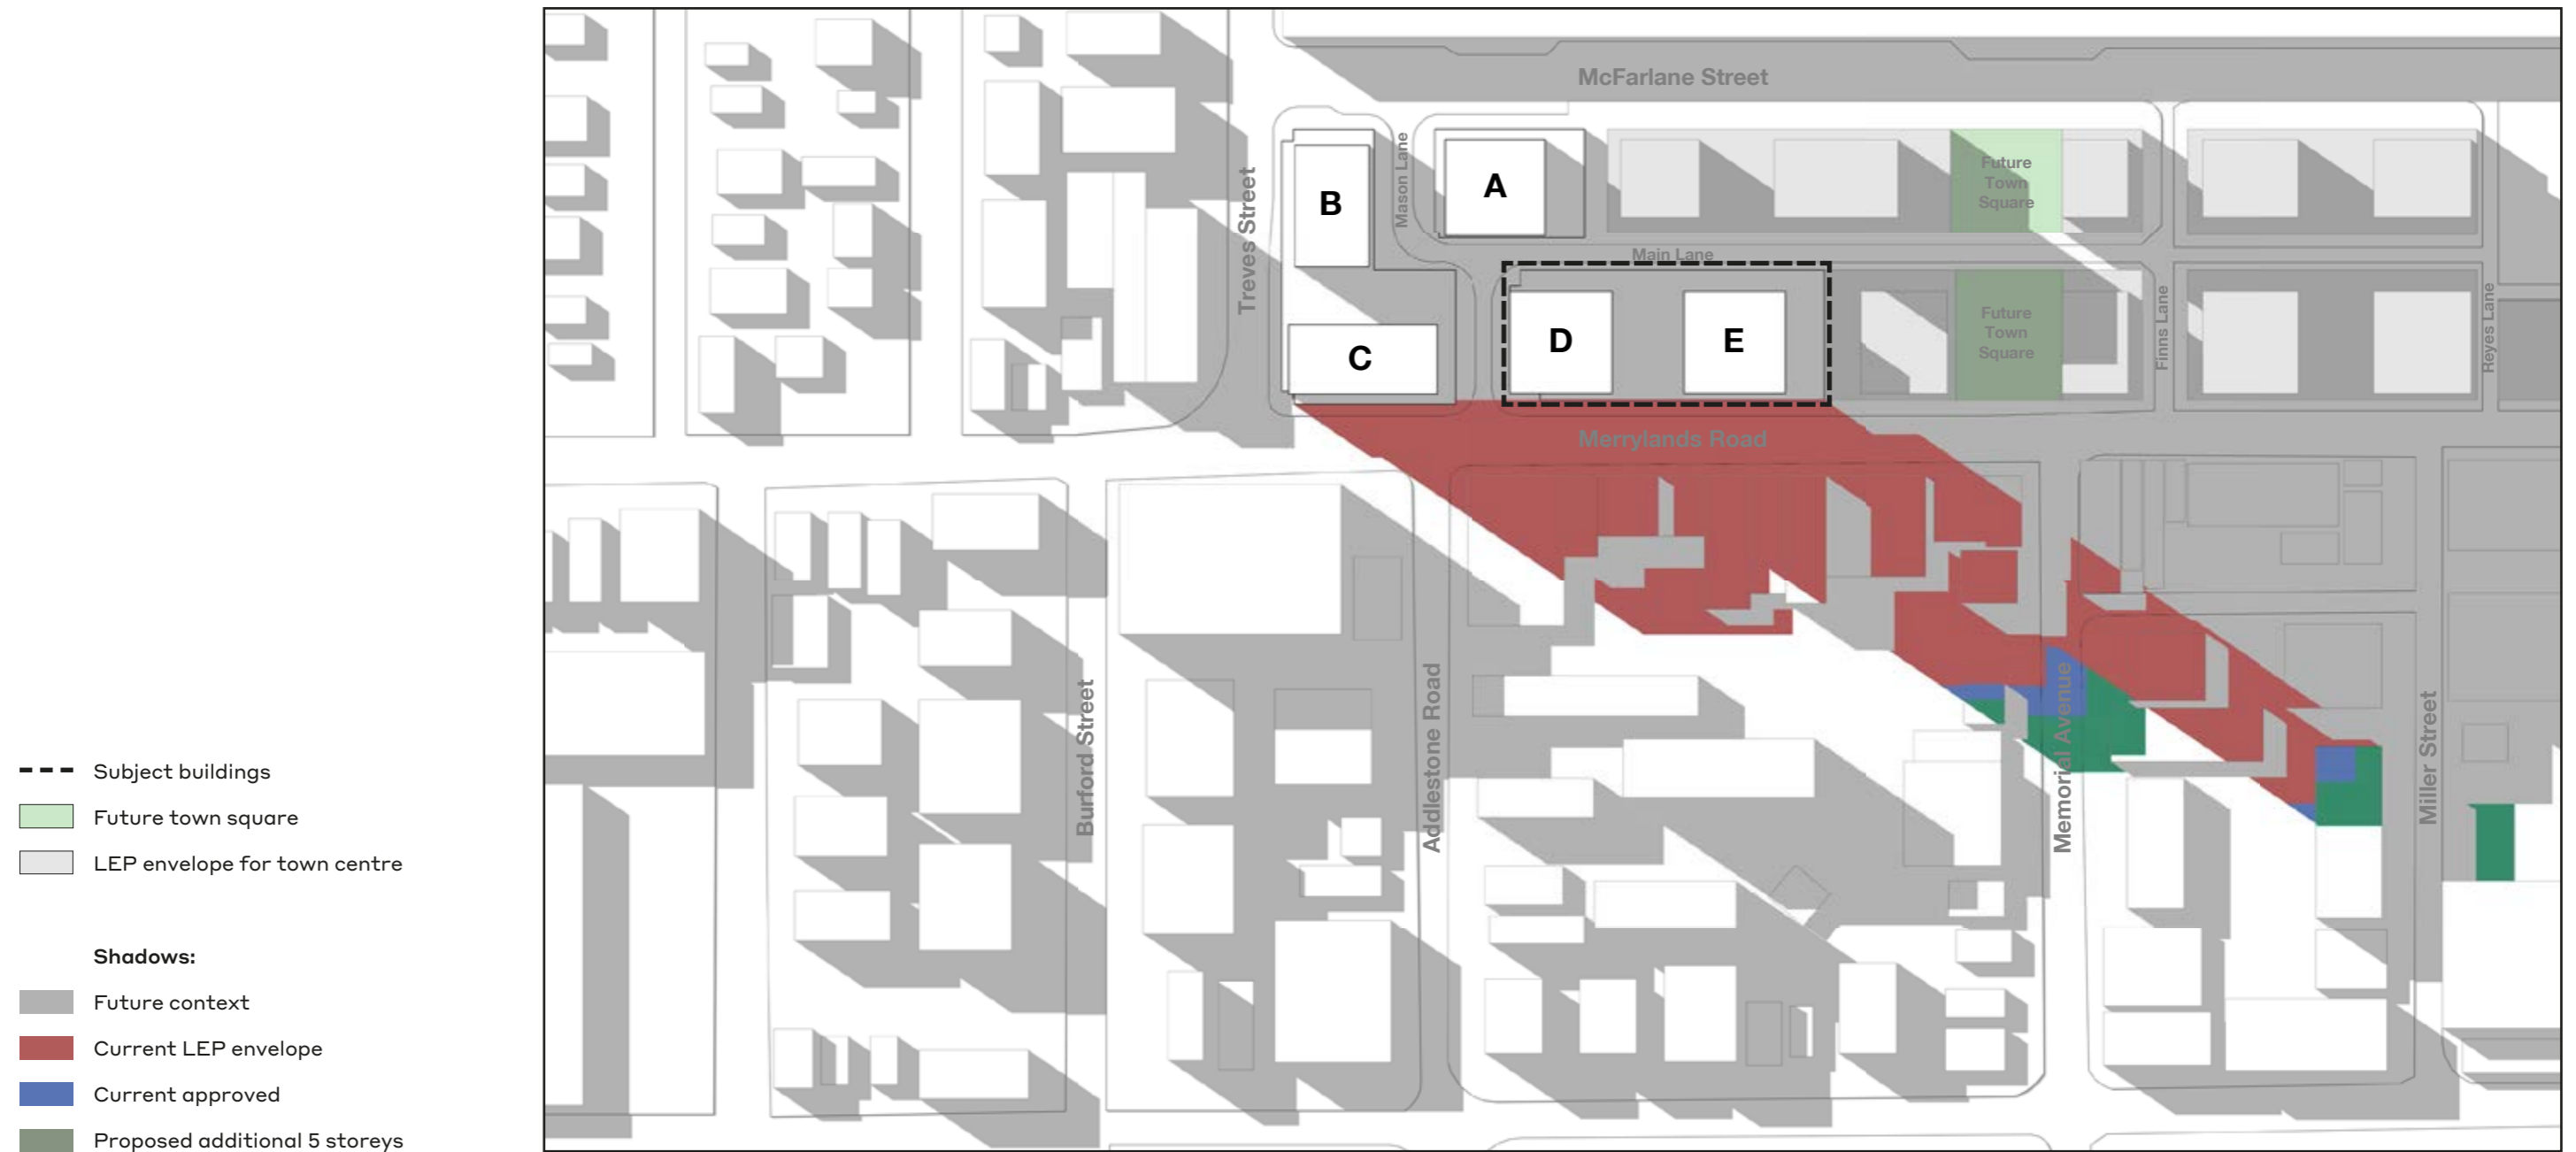 McFarlane Street
Treves Street
Mason Lane
B
A
Future
Town
Square
Main Lane
C
D
E
Future
Town
Square
Finns Lane
Reyes Lane
Merrylands Road
Burford Street
Addlestone Road
Memorial Avenue
Miller Street
Subject buildings
Future town square
LEP envelope for town centre
Shadows:
Future context
Current LEP envelope
Current approved
Proposed additional 5 storeys